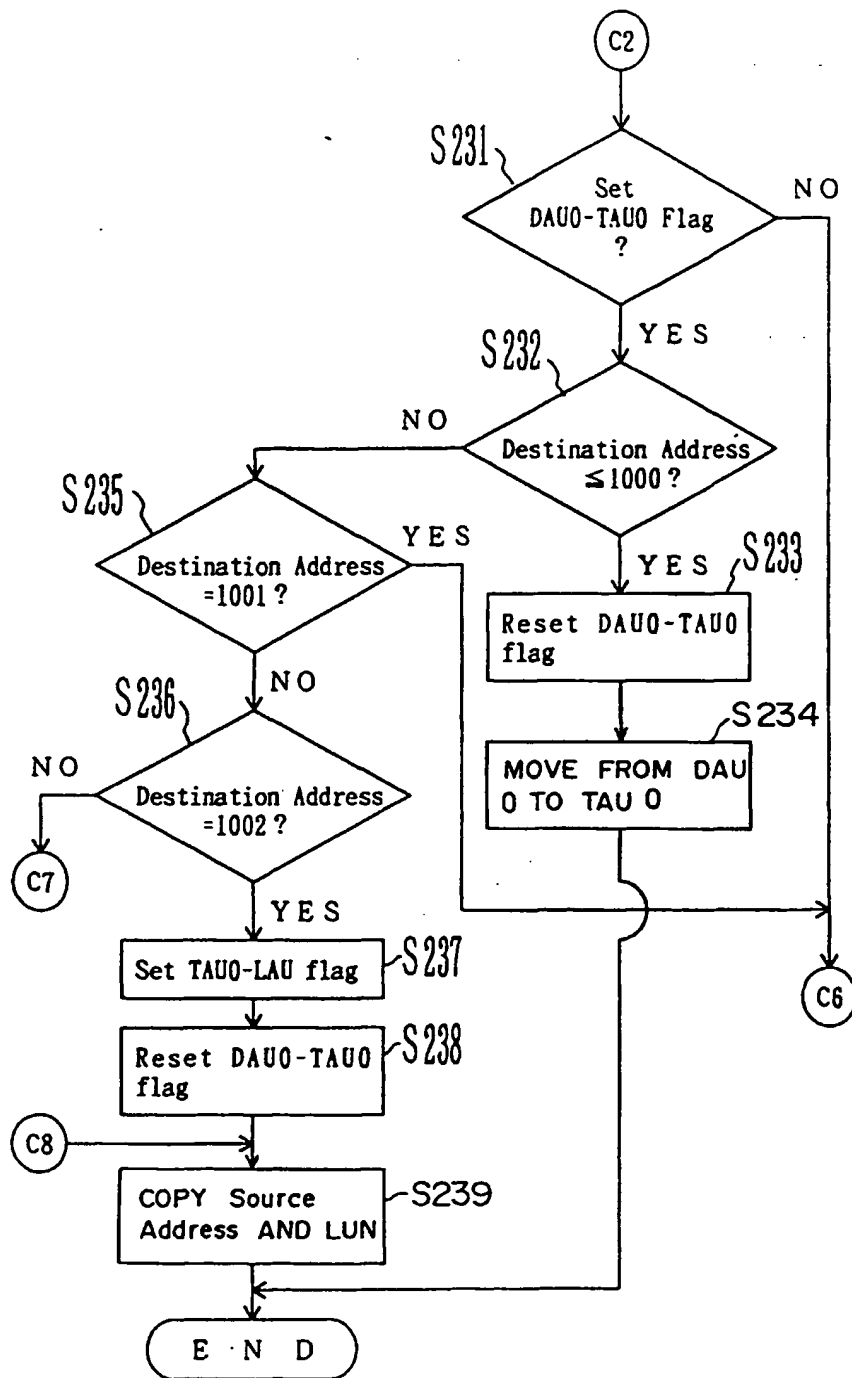 C2
S231
Set
DAU0-TAU0 Flag
?
NO
YES
S232
NO
Destination Address
≦1000?
S235
YES
YES
S233
Destination Address
=1001?
Reset DAU0-TAU0
flag
NO
S236
S234
NO
MOVE FROM DAU
0 TO TAU 0
Destination Address
=1002?
C7
YES
Set TAU0-LAU flag
S237
C6
Reset DAU0-TAU0
flag
S238
C8
COPY Source
Address AND LUN
S239
END